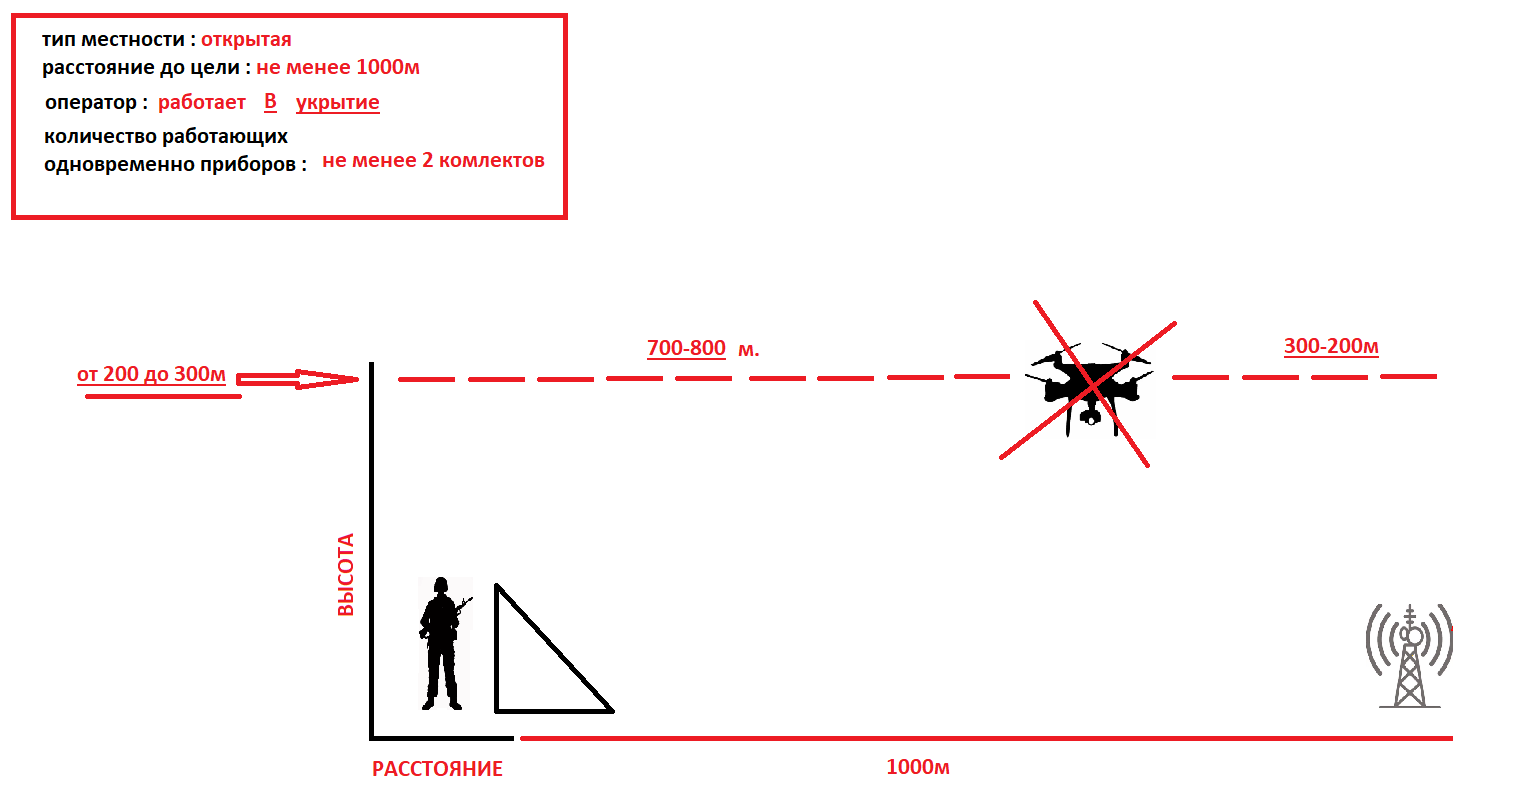 тип местности : открытая
расстояние до цели : не менее 1000м
оператор : работает В укрытие
количество работающих
одновременно приборов : не менее 2 комлектов
700-800 м.
300-200м
от 200 до 300м
ВЫСОТА
РАССТОЯНИЕ
1000м